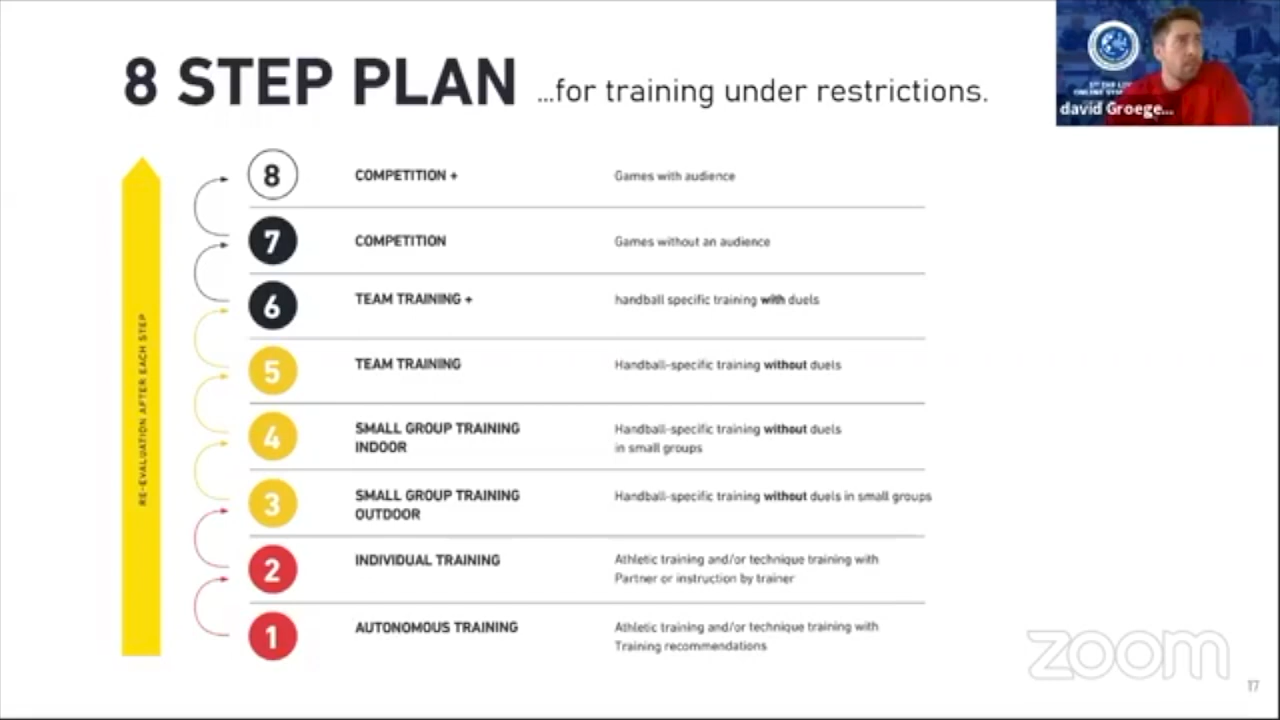 8 STEP PLAN ...for training under restrictions.
david Groege...
8 COMPETITION + Games with audience
7 COMPETITION Games without an audience
6 TEAM TRAINING + handball specific training with duels
5 TEAM TRAINING Handball-specific training without duels
4 SMALL GROUP TRAINING Handball-specific training without duels
INDOOR in small groups
3 SMALL GROUP TRAINING Handball-specific training without duels in small groups
OUTDOOR
2 INDIVIDUAL TRAINING Athletic training and/or technique training with
Partner or instruction by trainer
1 AUTONOMOUS TRAINING Athletic training and/or technique training with
Training recommendations
RE-EVALUATION AFTER EACH STEP
zoom
17